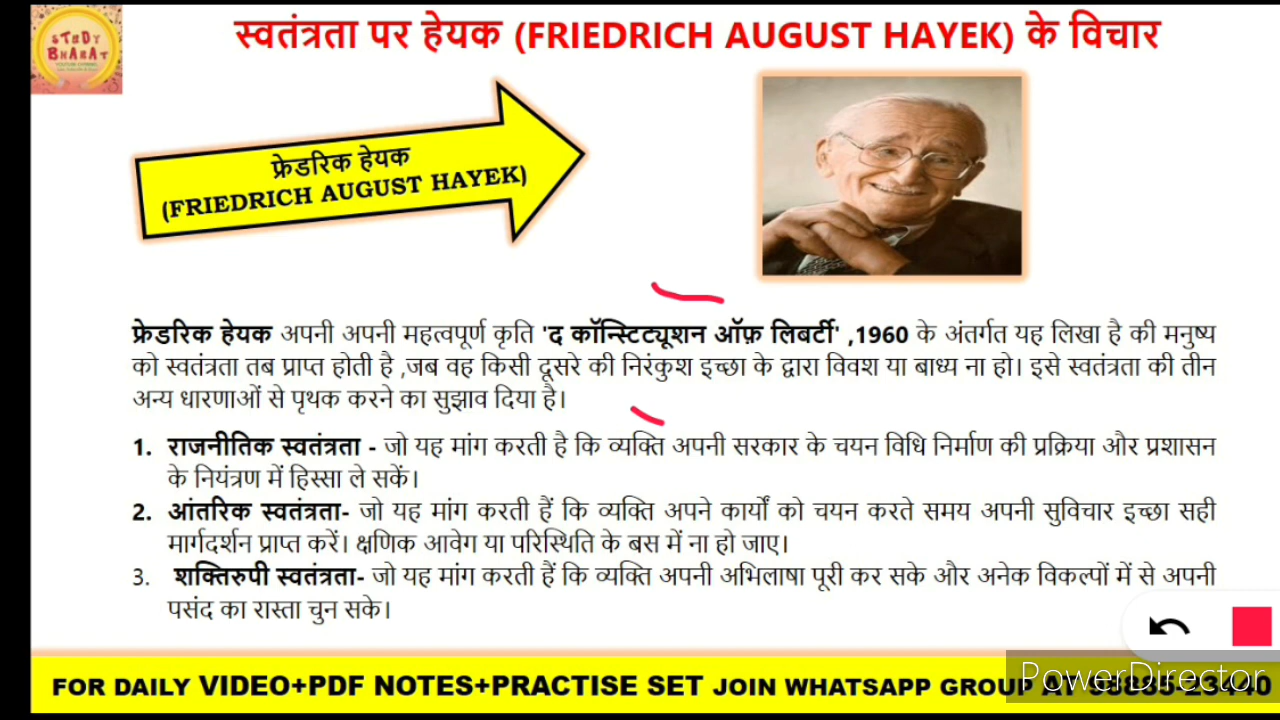 STUDY
BHARAT
स्वतंत्रता पर हेयक (FRIEDRICH AUGUST HAYEK) के विचार
फ्रेडरिक हेयक
(FRIEDRICH AUGUST HAYEK)
फ्रेडरिक हेयक अपनी अपनी महत्वपूर्ण कृति 'द कॉन्स्टिट्यूशन ऑफ़ लिबर्टी' ,1960 के अंतर्गत यह लिखा है की मनुष्य
को स्वतंत्रता तब प्राप्त होती है ,जब वह किसी दूसरे की निरंकुश इच्छा के द्वारा विवश या बाध्य ना हो। इसे स्वतंत्रता की तीन
अन्य धारणाओं से पृथक करने का सुझाव दिया है।
1. राजनीतिक स्वतंत्रता - जो यह मांग करती है कि व्यक्ति अपनी सरकार के चयन विधि निर्माण की प्रक्रिया और प्रशासन
के नियंत्रण में हिस्सा ले सकें।
2. आंतरिक स्वतंत्रता- जो यह मांग करती हैं कि व्यक्ति अपने कार्यों को चयन करते समय अपनी सुविचार इच्छा सही
मार्गदर्शन प्राप्त करें। क्षणिक आवेग या परिस्थिति के बस में ना हो जाए।
3. शक्तिरुपी स्वतंत्रता- जो यह मांग करती हैं कि व्यक्ति अपनी अभिलाषा पूरी कर सके और अनेक विकल्पों में से अपनी
पसंद का रास्ता चुन सके।
FOR DAILY VIDEO+PDF NOTES+PRACTISE SET JOIN WHATSAPP GROUP AT
PowerDirector